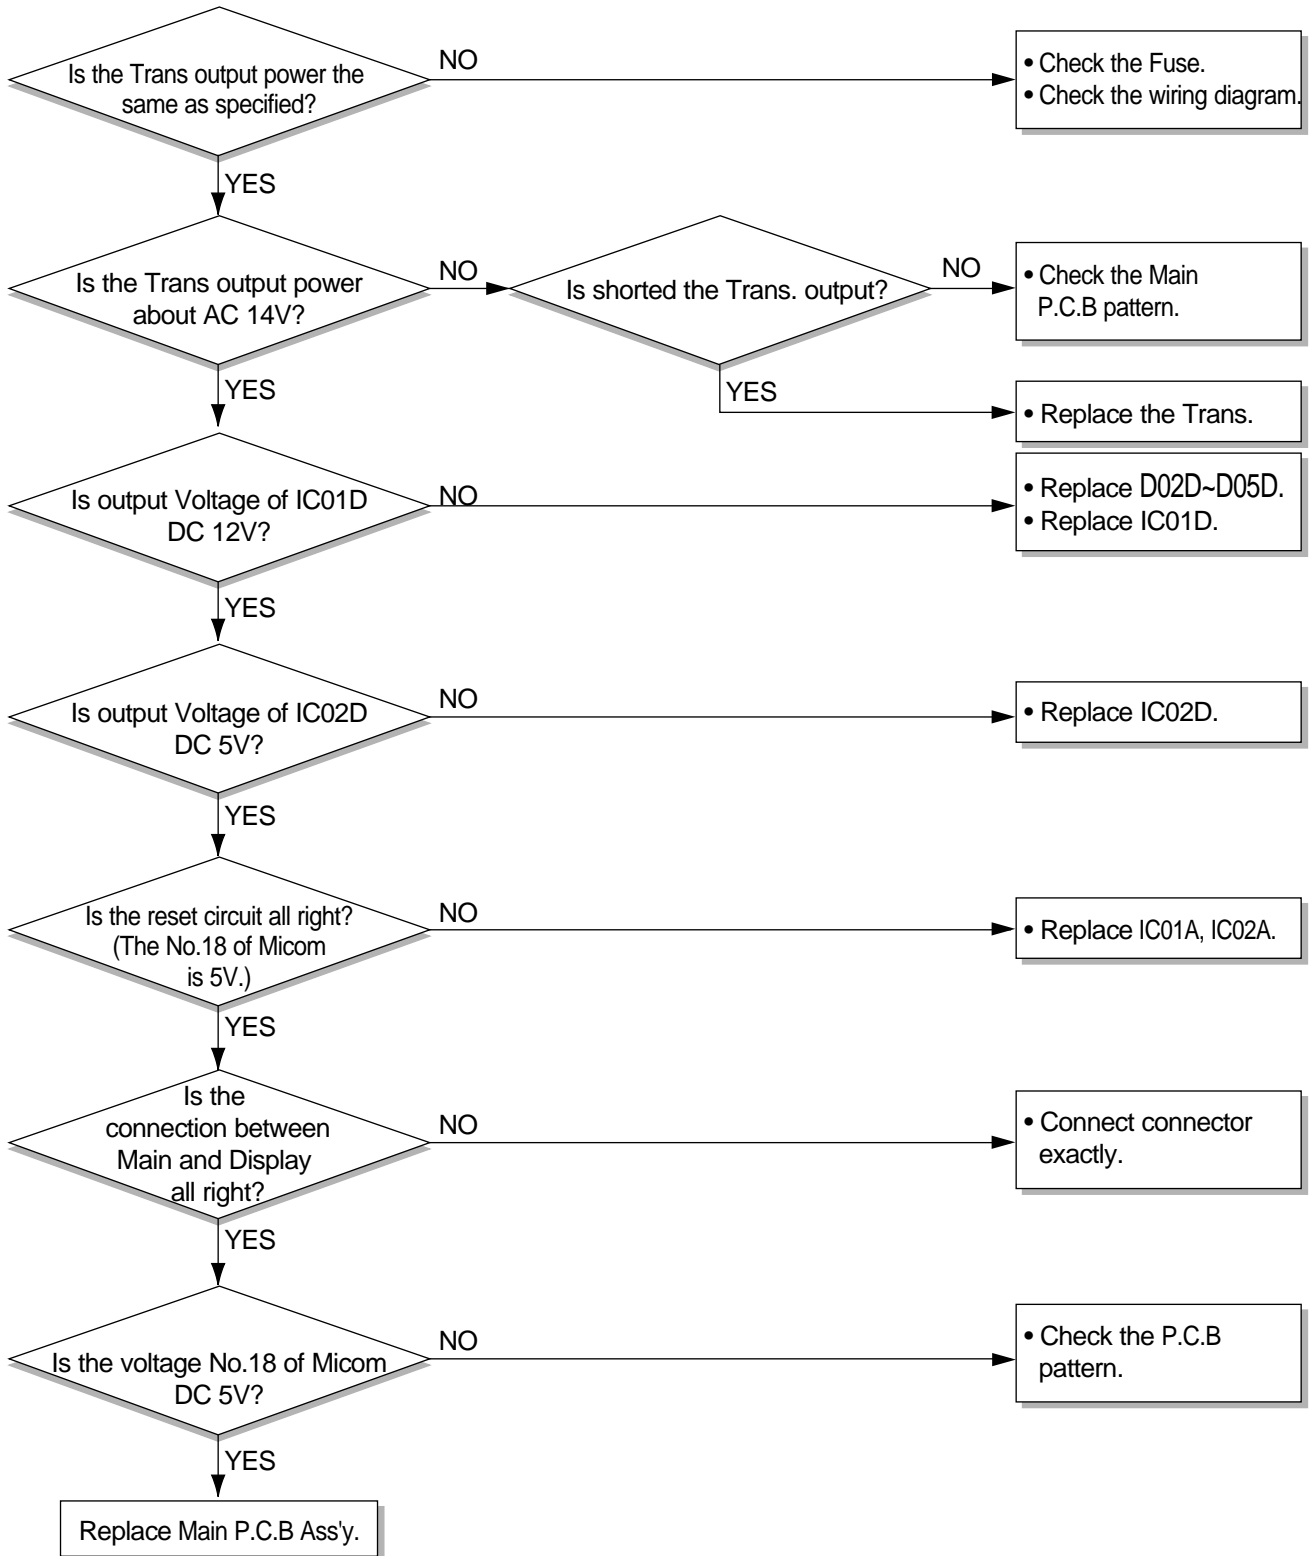 Is the Trans output power the
same as specified?
NO
• Check the Fuse.
• Check the wiring diagram.
YES
Is the Trans output power
about AC 14V?
NO
Is shorted the Trans. output?
NO
• Check the Main
P.C.B pattern.
YES
YES
• Replace the Trans.
Is output Voltage of IC01D
DC 12V?
NO
• Replace D02D~D05D.
• Replace IC01D.
YES
Is output Voltage of IC02D
DC 5V?
NO
• Replace IC02D.
YES
Is the reset circuit all right?
(The No.18 of Micom
is 5V.)
NO
• Replace IC01A, IC02A.
YES
Is the
connection between
Main and Display
all right?
NO
• Connect connector
exactly.
YES
Is the voltage No.18 of Micom
DC 5V?
NO
• Check the P.C.B
pattern.
YES
Replace Main P.C.B Ass'y.